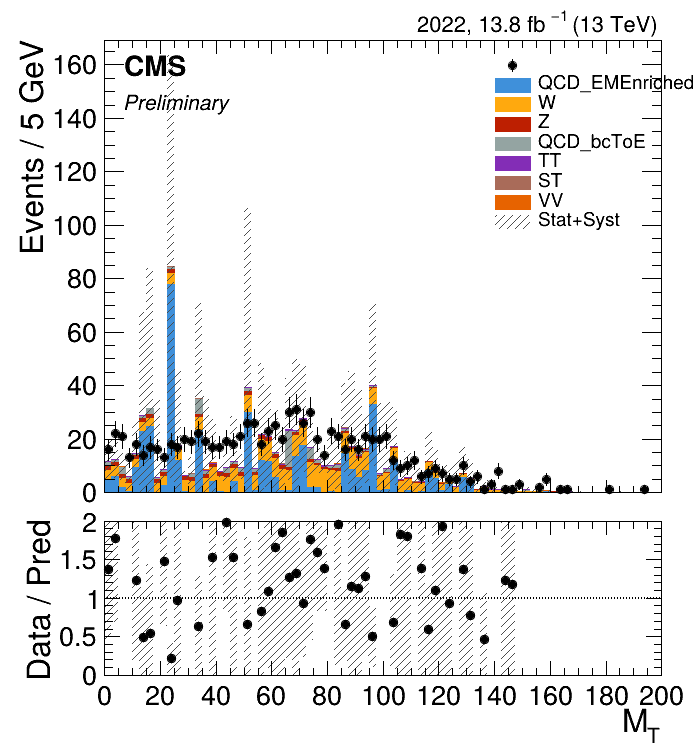 2022, 13.8 fb⁻¹ (13 TeV)
CMS
Preliminary
QCD_EMEnriched
W
Z
QCD_bcToE
TT
ST
VV
Stat+Syst
Events / 5 GeV
160
140
120
100
80
60
40
20
0
Data / Pred
2
1.5
1
0.5
0
0 20 40 60 80 100 120 140 160 180 200
M_T